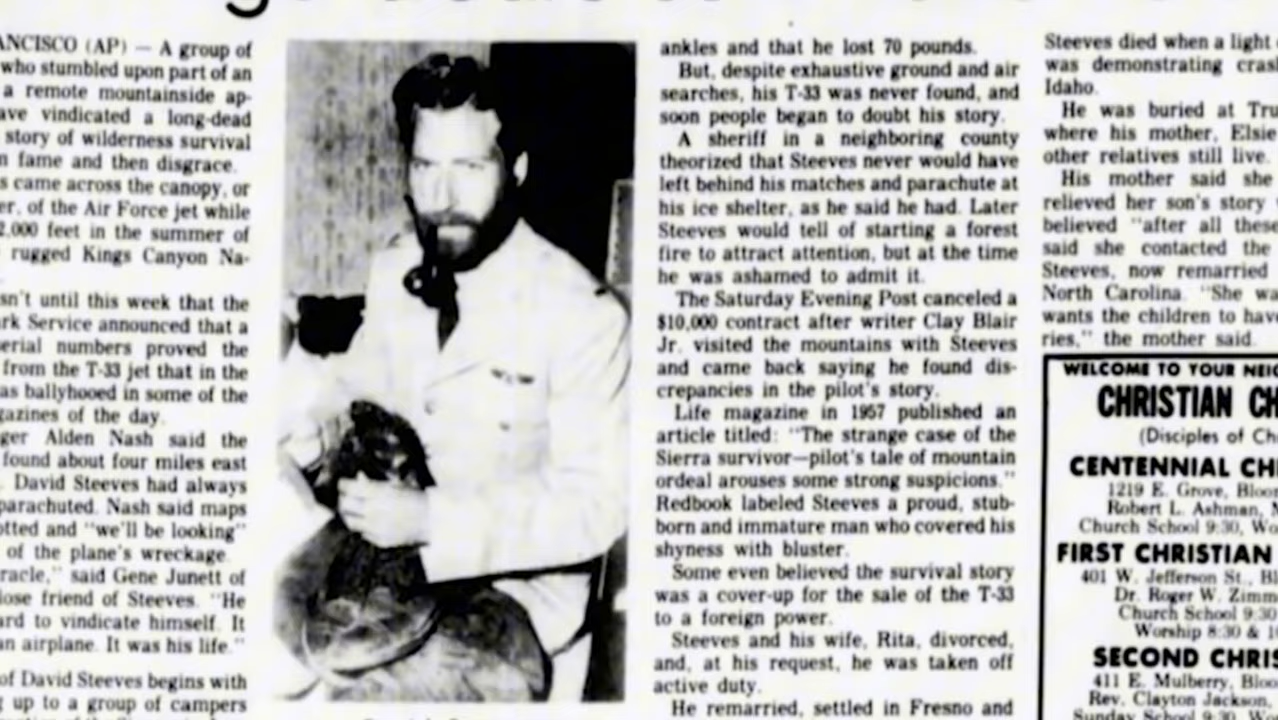 ANCISCO (AP) — A group of
who stumbled upon part of an
a remote mountainside ap-
ave vindicated a long-dead
story of wilderness survival
n fame and then disgrace.
s came across the canopy, or
er, of the Air Force jet while
2,000 feet in the summer of
rugged Kings Canyon Na-
sn't until this week that the
rk Service announced that a
serial numbers proved the
from the T-33 jet that in the
as ballyhooed in some of the
gazines of the day.
ger Alden Nash said the
found about four miles east
. David Steeves had always
parachuted. Nash said maps
otted and "we'll be looking"
of the plane's wreckage.
racle," said Gene Junett of
lose friend of Steeves. "He
ard to vindicate himself. It
an airplane. It was his life."
of David Steeves begins with
g up to a group of campers
ankles and that he lost 70 pounds.
But, despite exhaustive ground and air
searches, his T-33 was never found, and
soon people began to doubt his story.
A sheriff in a neighboring county
theorized that Steeves never would have
left behind his matches and parachute at
his ice shelter, as he said he had. Later
Steeves would tell of starting a forest
fire to attract attention, but at the time
he was ashamed to admit it.
The Saturday Evening Post canceled a
$10,000 contract after writer Clay Blair
Jr. visited the mountains with Steeves
and came back saying he found dis-
crepancies in the pilot's story.
Life magazine in 1957 published an
article titled: "The strange case of the
Sierra survivor—pilot's tale of mountain
ordeal arouses some strong suspicions."
Redbook labeled Steeves a proud, stub-
born and immature man who covered his
shyness with bluster.
Some even believed the survival story
was a cover-up for the sale of the T-33
to a foreign power.
Steeves and his wife, Rita, divorced,
and, at his request, he was taken off
active duty.
He remarried, settled in Fresno and
Steeves died when a light
was demonstrating crash
Idaho.
He was buried at Tru
where his mother, Elsie
other relatives still live.
His mother said she
relieved her son's story
believed "after all these
said she contacted the
Steeves, now remarried
North Carolina. "She wa
wants the children to have
ries," the mother said.
WELCOME TO YOUR NEIG
CHRISTIAN CH
(Disciples of Ch
CENTENNIAL CH
1219 E. Grove, Bloo
Robert L. Ashman, M
Church School 9:30, Wo
FIRST CHRISTIAN
401 W. Jefferson St., Bl
Dr. Roger W. Zimm
Church School 9:30
Worship 8:30 & 1
SECOND CHRIS
411 E. Mulberry, Bloo
Rev. Clayton Jackson,
Sunday School 9:30, Wo